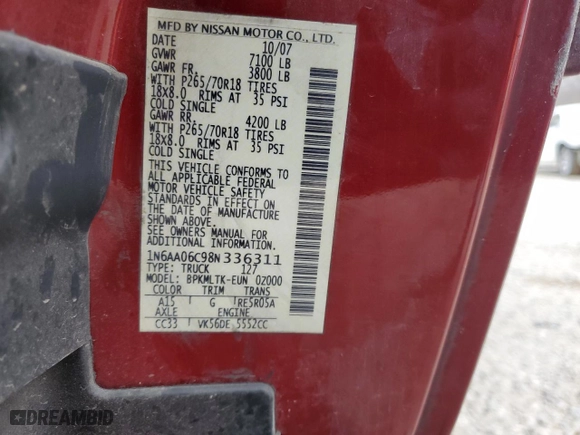 MFD BY NISSAN MOTOR CO., LTD.
DATE 10/07
GVWR 7100 LB
GAWR FR. 3800 LB
WITH P265/70R18 TIRES
18X8.0 RIMS AT 35 PSI
COLD SINGLE
GAWR RR. 4200 LB
WITH P265/70R18 TIRES
18X8.0 RIMS AT 35 PSI
COLD SINGLE
THIS VEHICLE CONFORMS TO
ALL APPLICABLE FEDERAL
MOTOR VEHICLE SAFETY
STANDARDS IN EFFECT ON
THE DATE OF MANUFACTURE
SHOWN ABOVE.
SEE OWNERS MANUAL FOR
AND ADDITIONAL INFORMATION
1N6AA06C98N336311
TYPE: TRUCK 127
MODEL: 8PKMLTK-EUN 02000
COLOR TRIM TRANS
A15 G RE5R05A
AXLE ENGINE
CC33 VK56DE 5552CC
DREAMBID